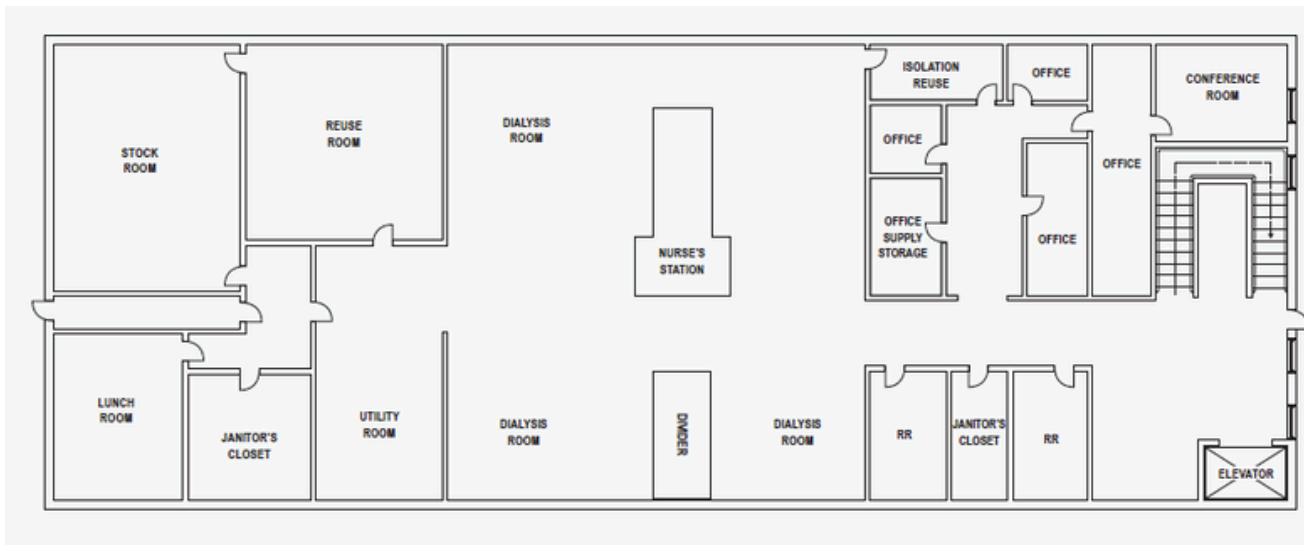 STOCK
ROOM
REUSE
ROOM
DIALYSIS
ROOM
NURSE'S
STATION
ISOLATION
REUSE
OFFICE
OFFICE
OFFICE
SUPPLY
STORAGE
OFFICE
OFFICE
CONFERENCE
ROOM
LUNCH
ROOM
JANITOR'S
CLOSET
UTILITY
ROOM
DIALYSIS
ROOM
DIVIDER
DIALYSIS
ROOM
RR
JANITOR'S
CLOSET
RR
ELEVATOR